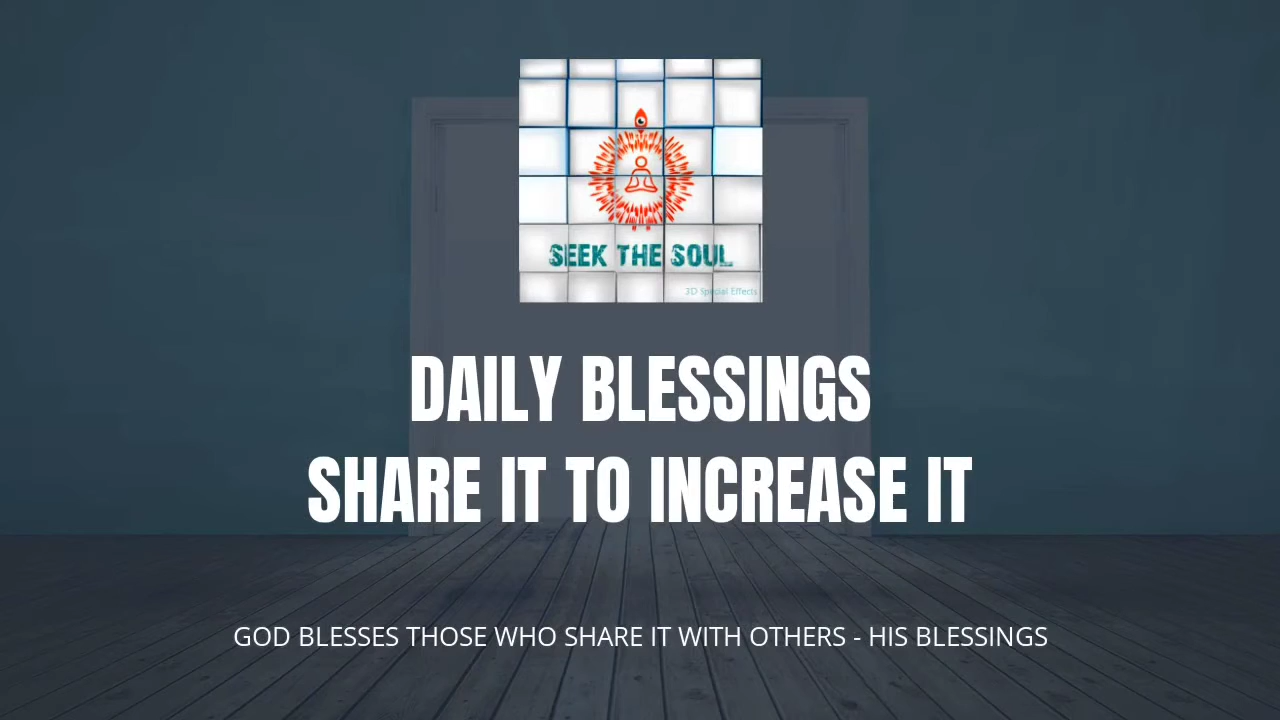 SEEK THE SOUL
3D Special Effects
DAILY BLESSINGS
SHARE IT TO INCREASE IT
GOD BLESSES THOSE WHO SHARE IT WITH OTHERS - HIS BLESSINGS